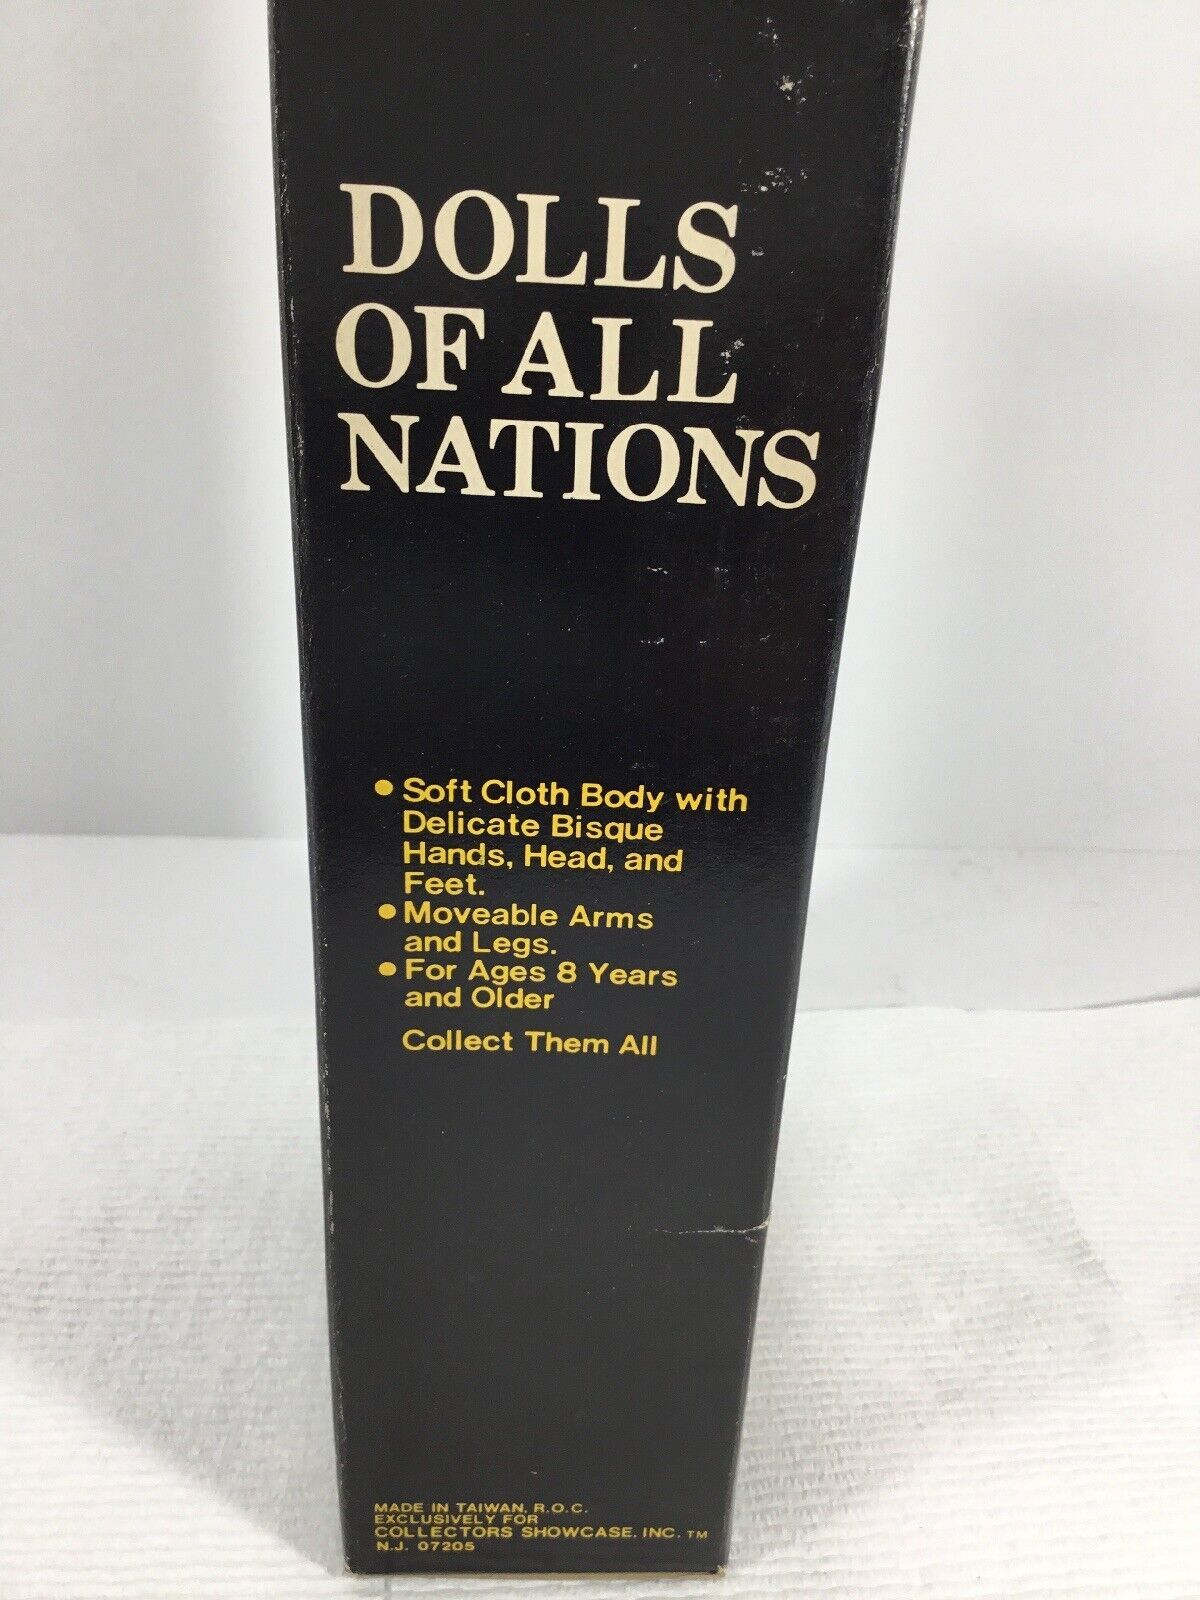 DOLLS
OF ALL
NATIONS
• Soft Cloth Body with
Delicate Bisque
Hands, Head, and
Feet.
• Moveable Arms
and Legs.
• For Ages 8 Years
and Older
Collect Them All
MADE IN TAIWAN, R.O.C.
EXCLUSIVELY FOR
COLLECTORS SHOWCASE, INC.™
N.J. 07205